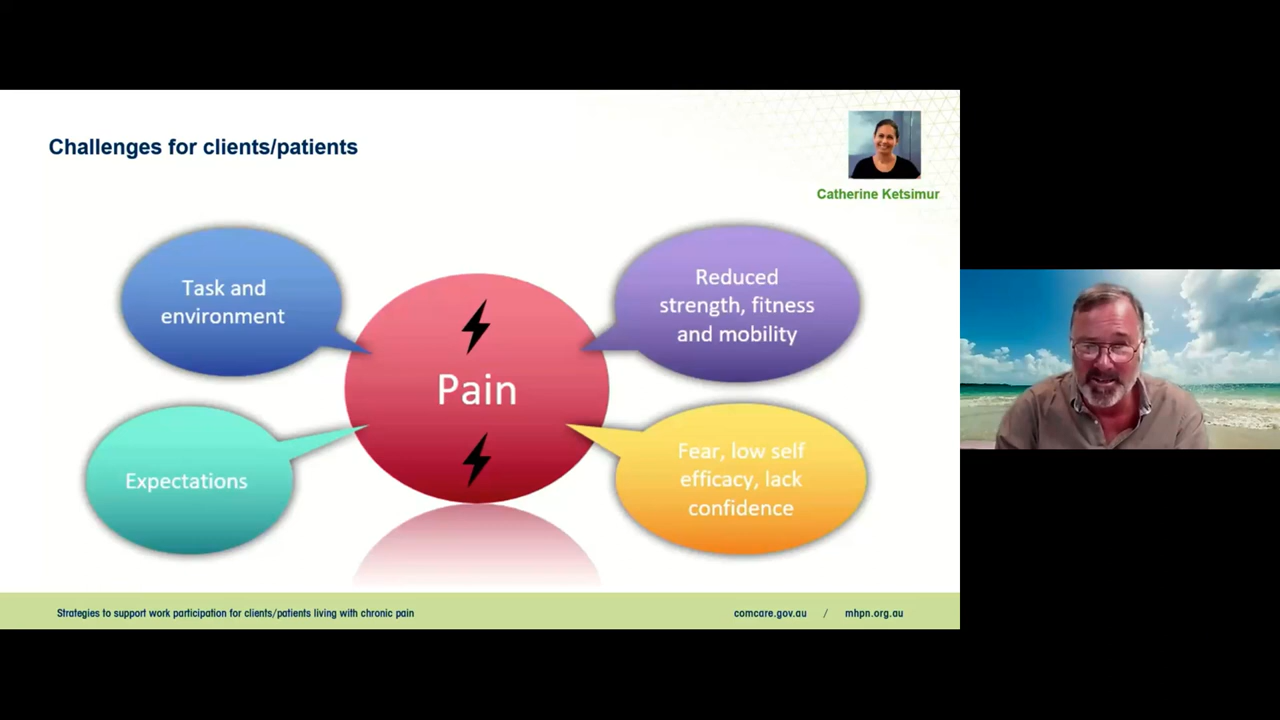 Challenges for clients/patients
Catherine Ketsimur
Task and
environment
Reduced
strength, fitness
and mobility
Pain
Expectations
Fear, low self
efficacy, lack
confidence
Strategies to support work participation for clients/patients living with chronic pain
comcare.gov.au / mhpn.org.au